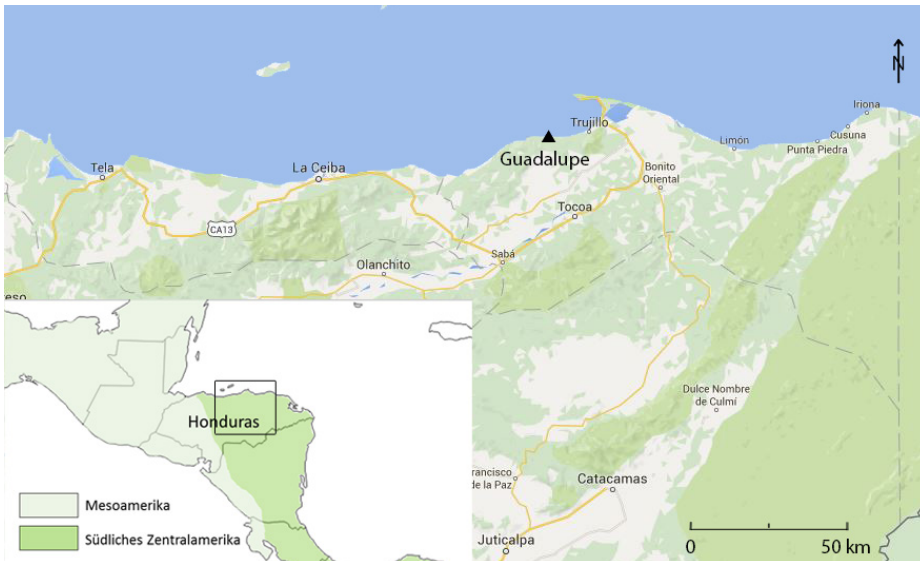 N
Iriona
Cusuna
Punta Piedra
Limón
Trujillo
Guadalupe
Bonito
Oriental
Tela
La Ceiba
CA13
Tocoa
Sabá
Olanchito
eso
Dulce Nombre
de Culmí
rancisco
de la Paz
Catacamas
Juticalpa
0
50 km
Honduras
Mesoamerika
Südliches Zentralamerika